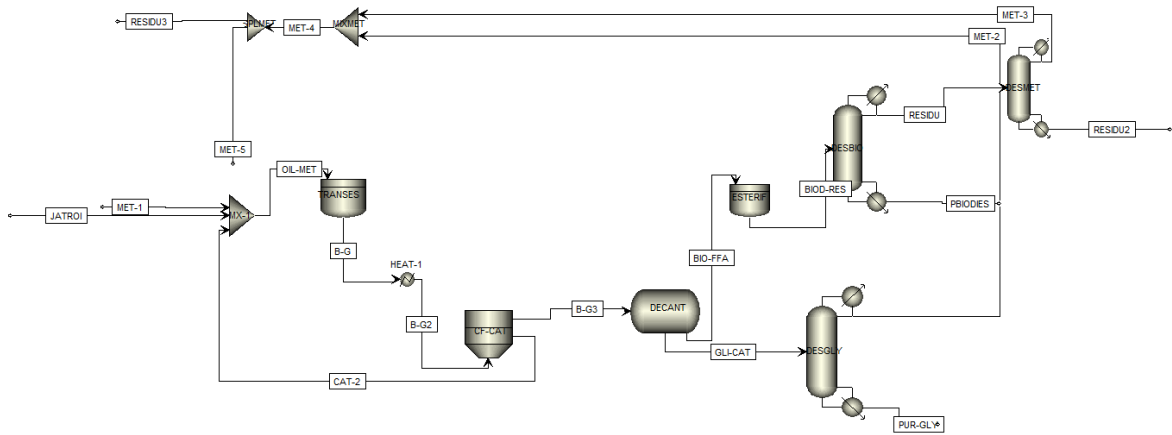 MET-3
RESIDU3
SPLMET
MET-4
MIXMET
MET-2
DESMET
RESIDU
RESIDU2
DESBIO
MET-5
OIL-MET
TRANSES
BIOD-RES
ESTERIF
MET-1
JATROI
MX-1
PBIODIES
B-G
BIO-FFA
HEAT-1
B-G3
DECANT
B-G2
CF-CAT
GLI-CAT
DESGLY
CAT-2
PUR-GLY